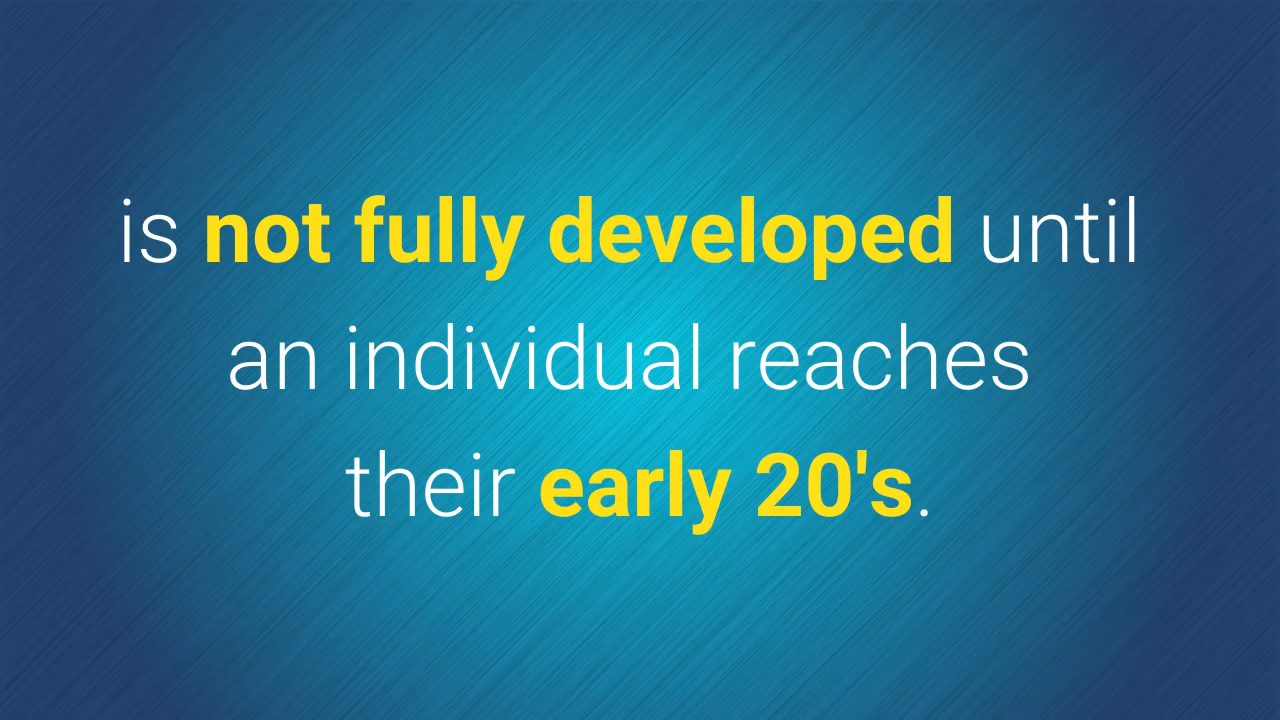 is not fully developed until
an individual reaches
their early 20's.